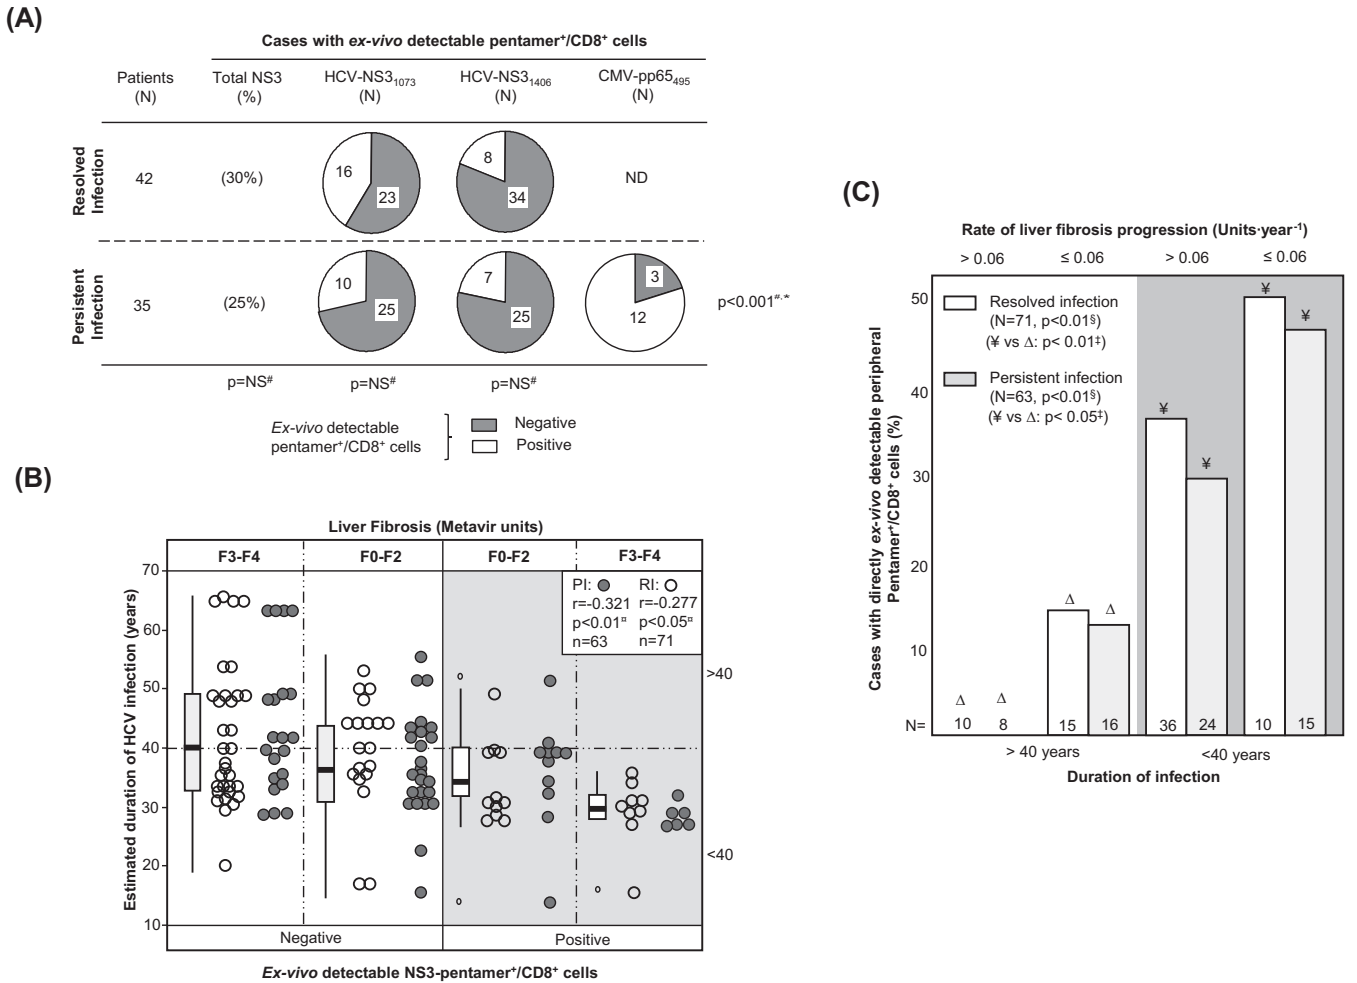 (A)
Cases with ex-vivo detectable pentamer⁺/CD8⁺ cells
Patients
(N)
Total NS3
(%)
HCV-NS3₁₀₇₃
(N)
HCV-NS3₁₄₀₆
(N)
CMV-pp65₄₉₅
(N)
Resolved
Infection
42
(30%)
16
23
8
34
ND
Persistent
Infection
35
(25%)
10
25
7
25
3
12
p<0.001#,*
p=NS#
p=NS#
p=NS#
Ex-vivo detectable
pentamer⁺/CD8⁺ cells
Negative
Positive
(B)
Liver Fibrosis (Metavir units)
F3-F4
F0-F2
F0-F2
F3-F4
Estimated duration of HCV infection (years)
70
60
50
40
30
20
10
PI:
r=-0.321
p<0.01¤
n=63
RI:
r=-0.277
p<0.05¤
n=71
>40
<40
Negative
Positive
Ex-vivo detectable NS3-pentamer⁺/CD8⁺ cells
(C)
Rate of liver fibrosis progression (Units·year⁻¹)
> 0.06
≤ 0.06
> 0.06
≤ 0.06
Cases with directly ex-vivo detectable peripheral
Pentamer⁺/CD8⁺ cells (%)
50
40
30
20
10
Resolved infection
(N=71, p<0.01§)
(¥ vs Δ: p< 0.01‡)
Persistent infection
(N=63, p<0.01§)
(¥ vs Δ: p< 0.05‡)
Δ
Δ
Δ
Δ
¥
¥
¥
¥
N=
10
8
15
16
36
24
10
15
> 40 years
<40 years
Duration of infection